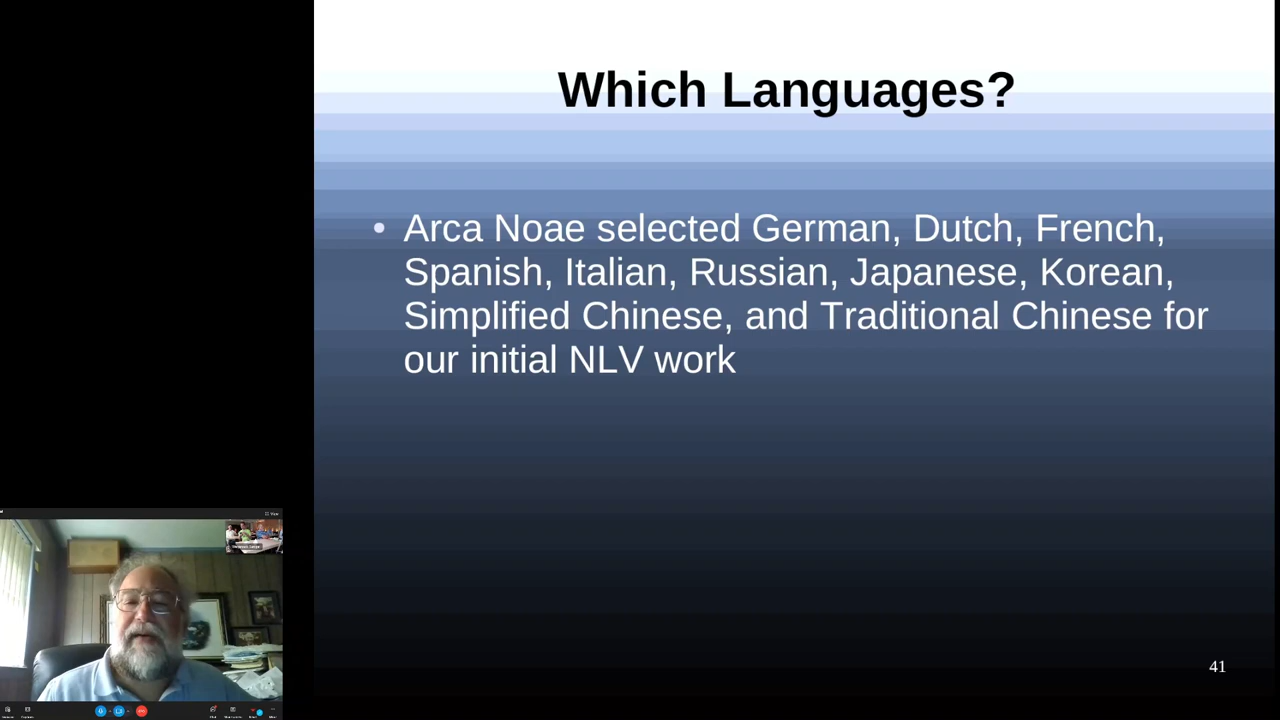 Which Languages?
• Arca Noae selected German, Dutch, French,
Spanish, Italian, Russian, Japanese, Korean,
Simplified Chinese, and Traditional Chinese for
our initial NLV work
41
View